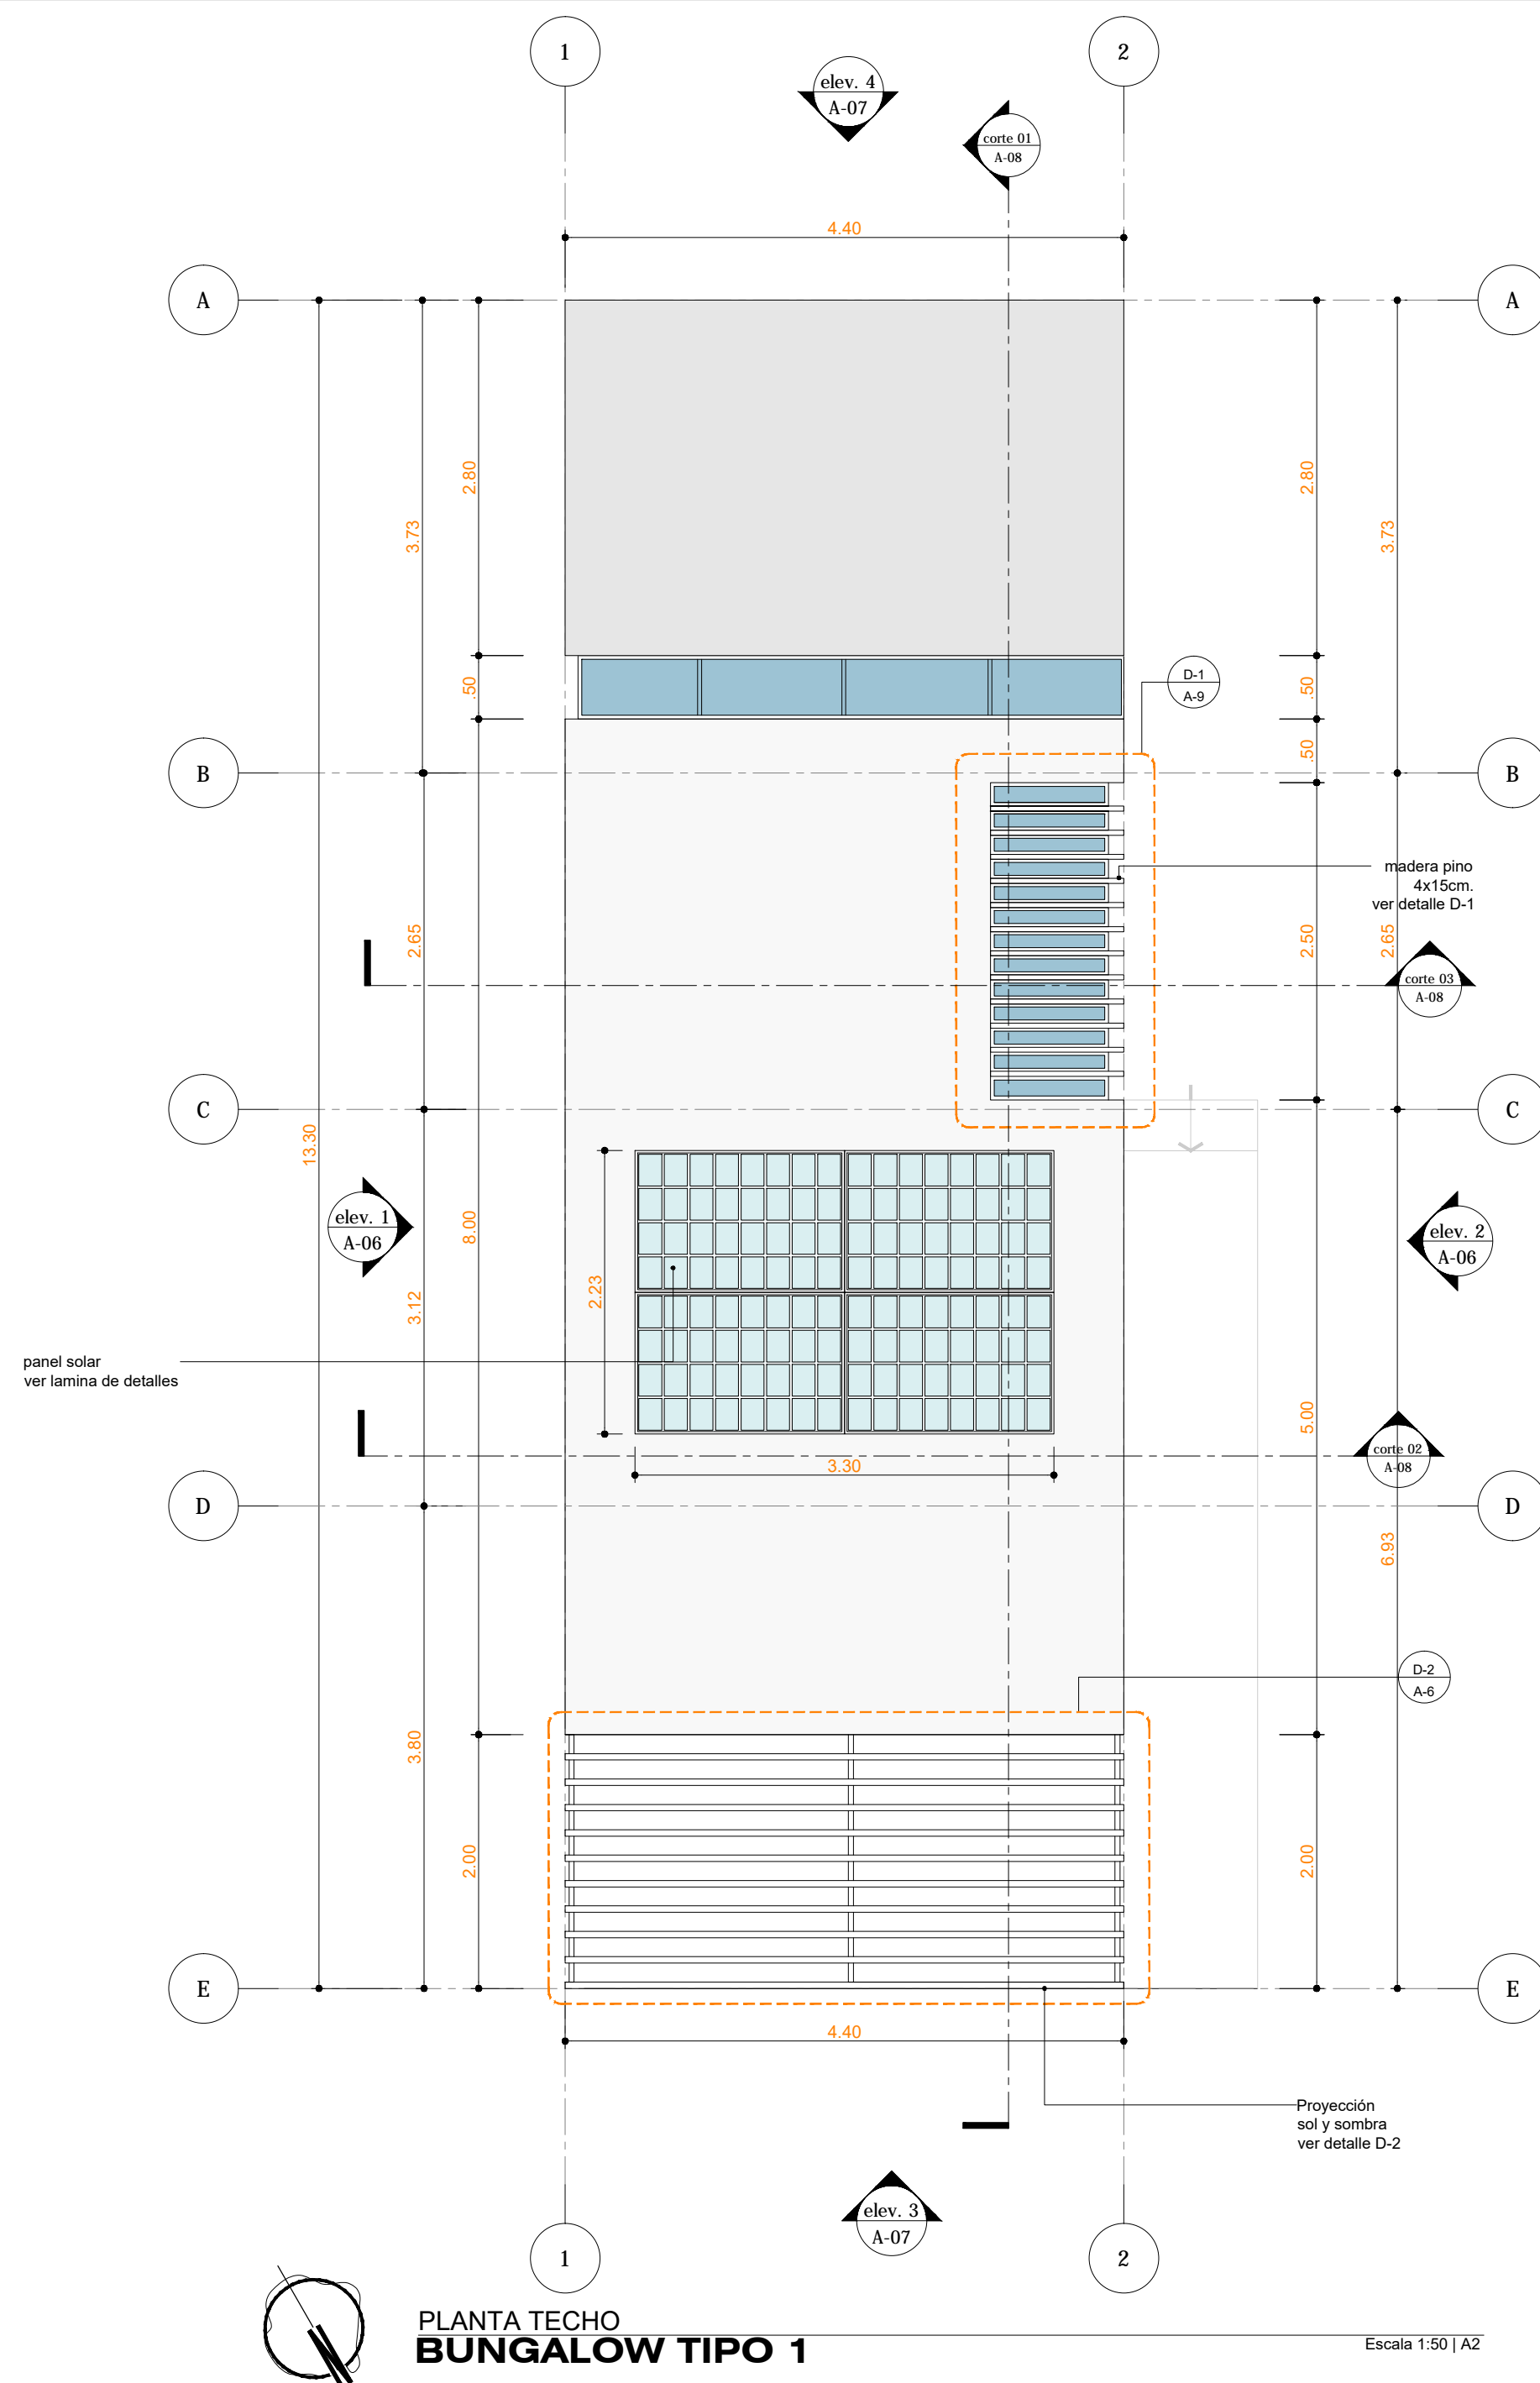 1
2
elev. 4
A-07
corte 01
A-08
4.40
A
A
2.80
3.73
2.80
3.73
.50
.50
D-1
A-9
.50
B
B
madera pino
4x15cm.
ver detalle D-1
2.65
2.50
2.65
corte 03
A-08
C
C
13.30
elev. 1
A-06
8.00
elev. 2
A-06
2.23
3.12
panel solar
ver lamina de detalles
5.00
corte 02
A-08
3.30
D
D
6.93
D-2
A-6
3.80
2.00
2.00
E
E
4.40
Proyección
sol y sombra
ver detalle D-2
elev. 3
A-07
1
2
PLANTA TECHO
BUNGALOW TIPO 1
Escala 1:50 | A2